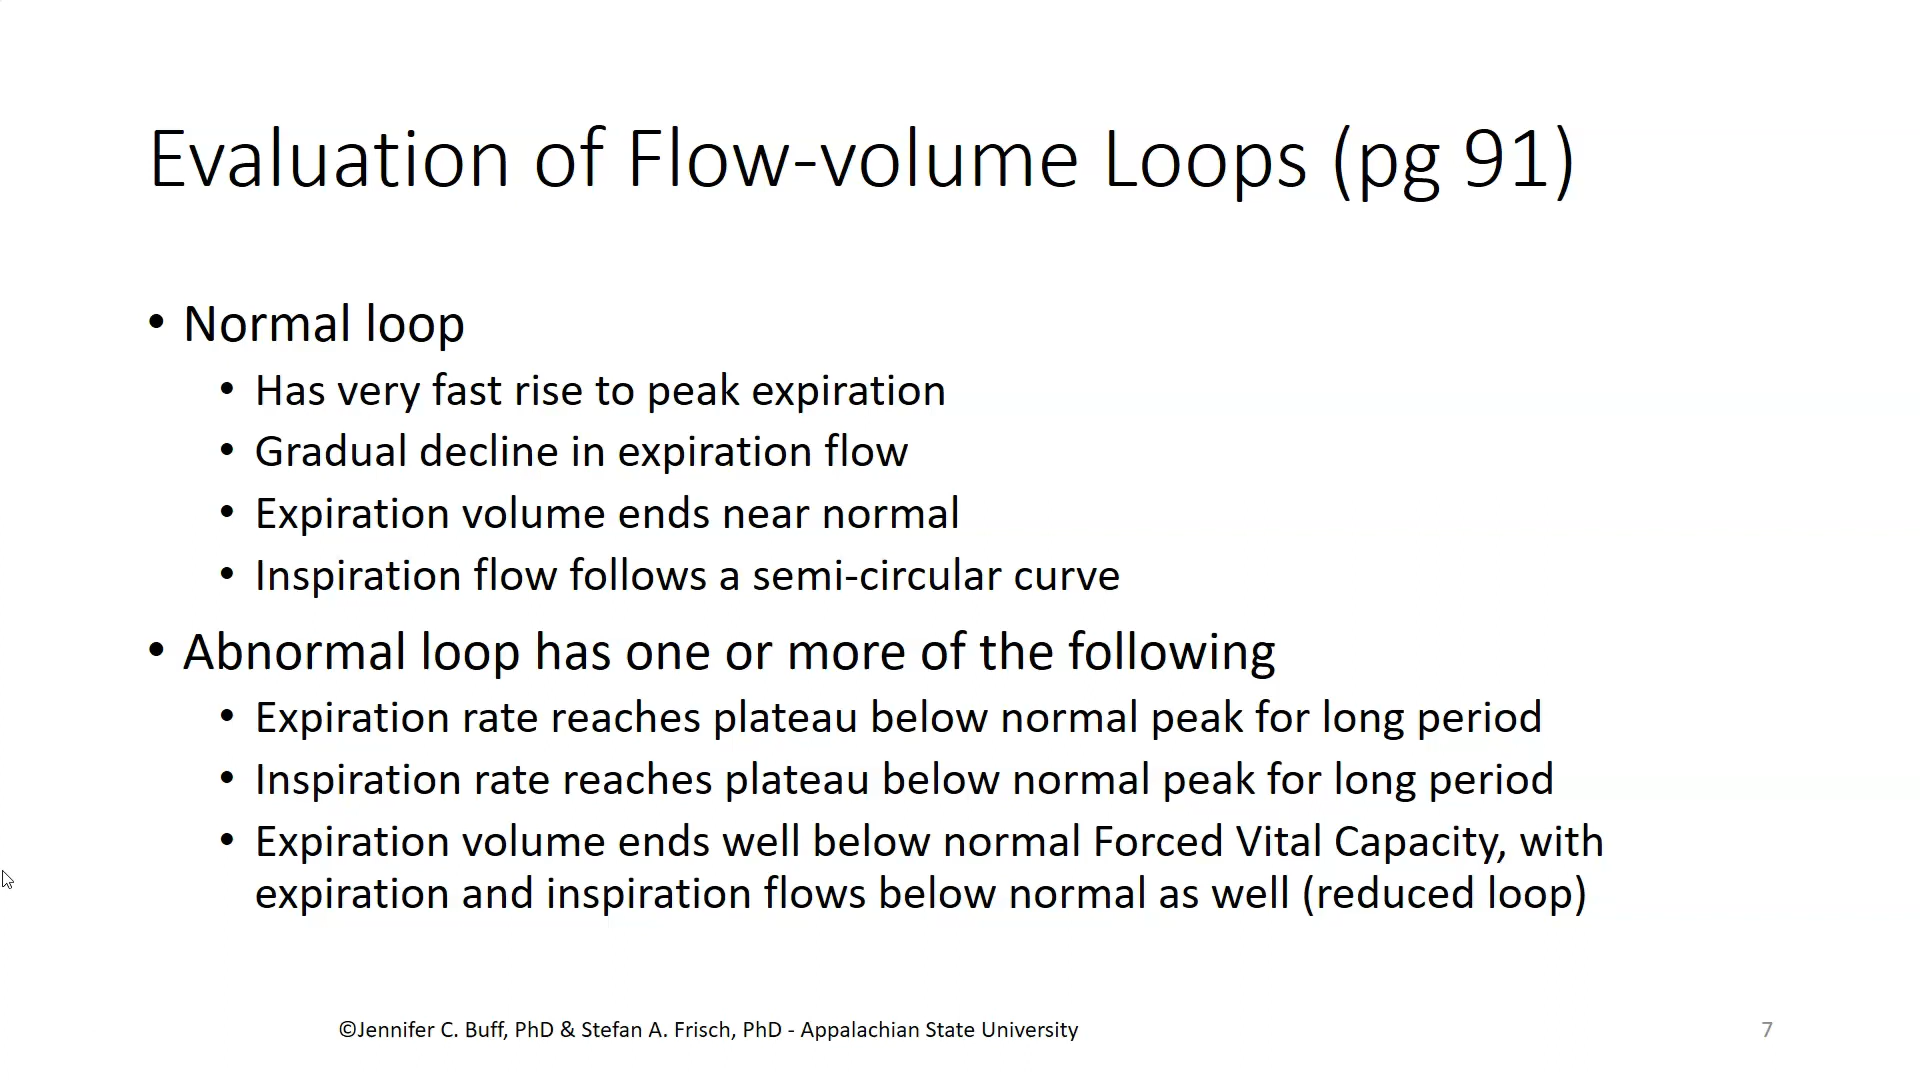 Evaluation of Flow-volume Loops (pg 91)
• Normal loop
• Has very fast rise to peak expiration
• Gradual decline in expiration flow
• Expiration volume ends near normal
• Inspiration flow follows a semi-circular curve
• Abnormal loop has one or more of the following
• Expiration rate reaches plateau below normal peak for long period
• Inspiration rate reaches plateau below normal peak for long period
• Expiration volume ends well below normal Forced Vital Capacity, with
expiration and inspiration flows below normal as well (reduced loop)
©Jennifer C. Buff, PhD & Stefan A. Frisch, PhD - Appalachian State University
7